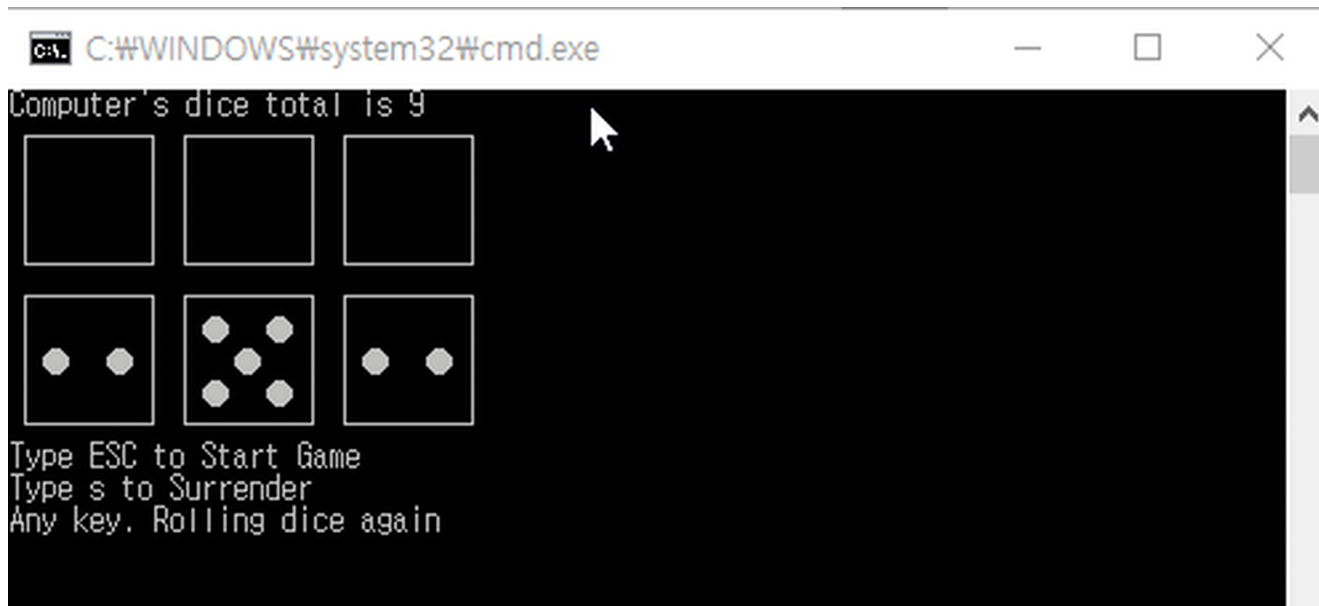 C:\. C:₩WINDOWS₩system32₩cmd.exe
Computer's dice total is 9
Type ESC to Start Game
Type s to Surrender
Any key. Rolling dice again